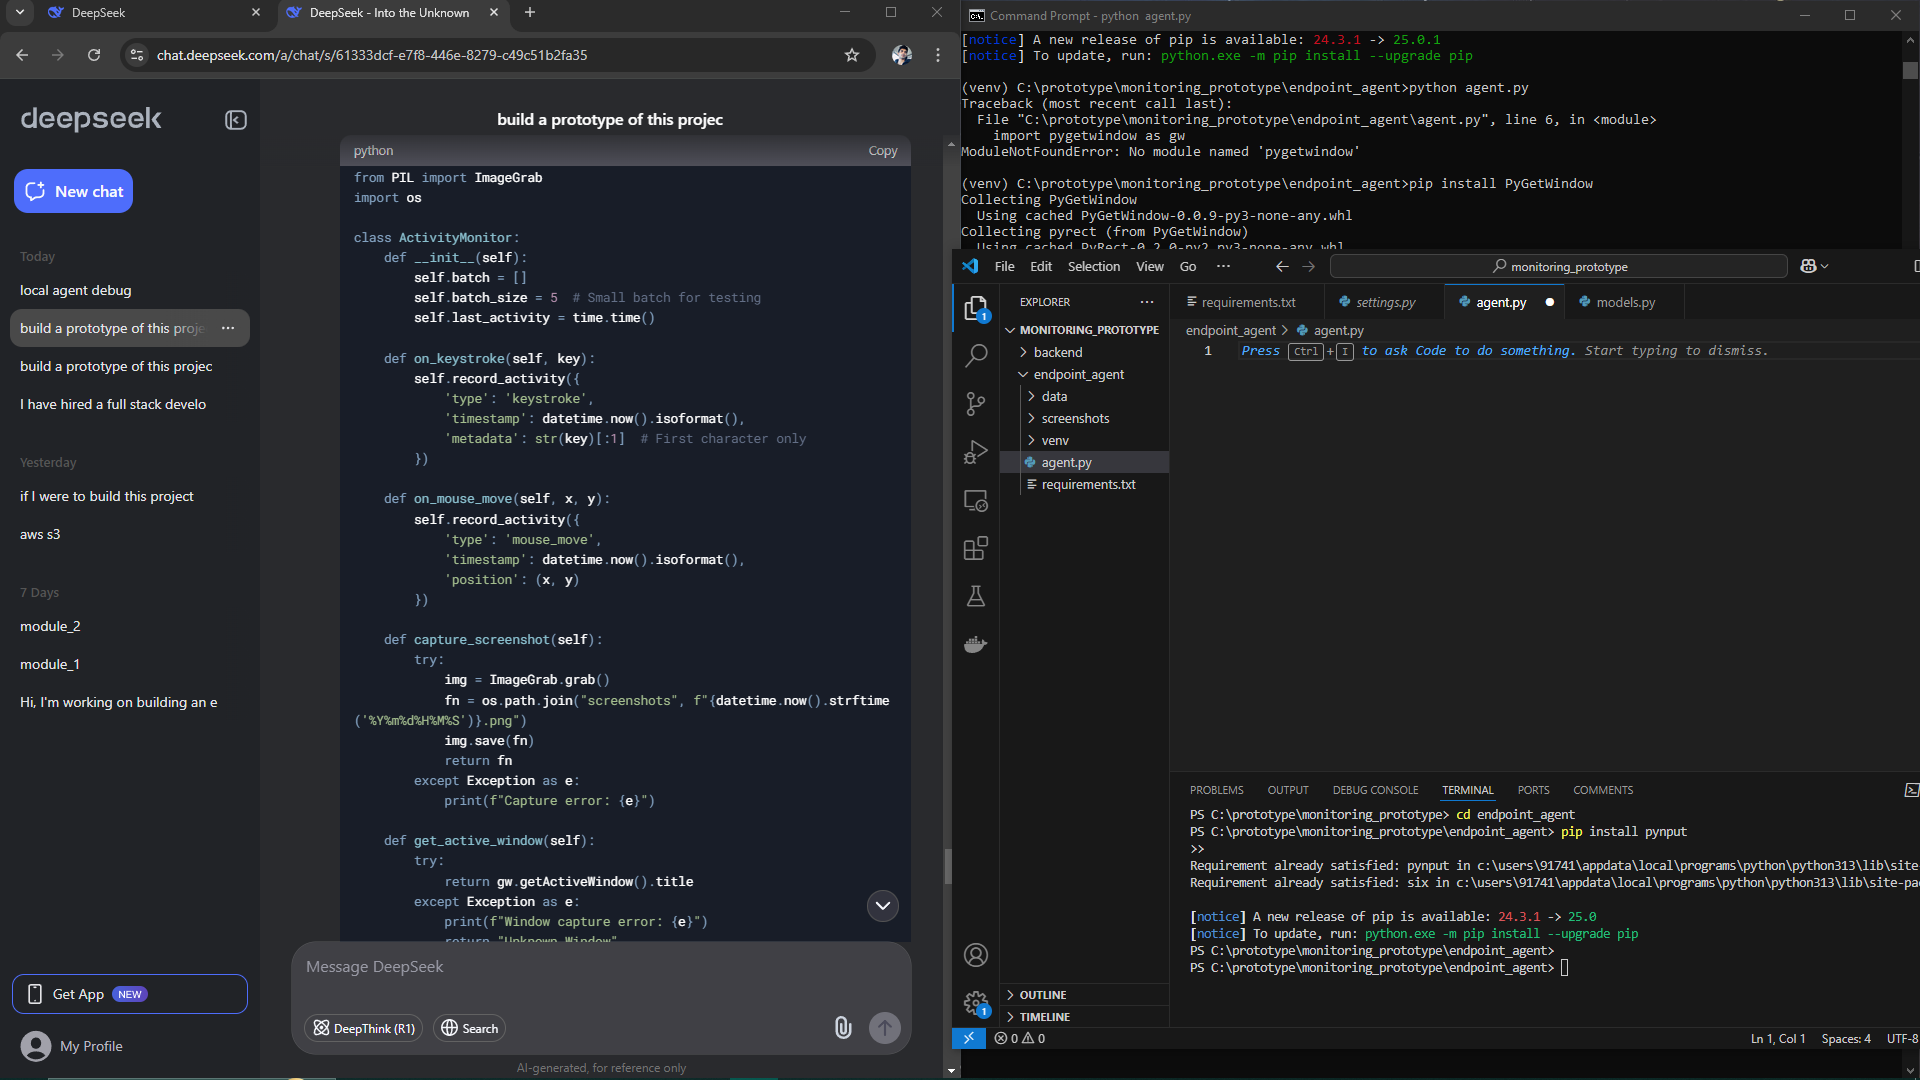 DeepSeek
DeepSeek - Into the Unknown
chat.deepseek.com/a/chat/s/61333dcf-e7f8-446e-8279-c49c51b2fa35
deepseek
New chat
Today
local agent debug
build a prototype of this proje
build a prototype of this projec
I have hired a full stack develo
Yesterday
if I were to build this project
aws s3
7 Days
module_2
module_1
Hi, I'm working on building an e
Get App NEW
My Profile
build a prototype of this projec
python
Copy
from PIL import ImageGrab
import os
class ActivityMonitor:
def __init__(self):
self.batch = []
self.batch_size = 5 # Small batch for testing
self.last_activity = time.time()
def on_keystroke(self, key):
self.record_activity({
'type': 'keystroke',
'timestamp': datetime.now().isoformat(),
'metadata': str(key)[:1] # First character only
})
def on_mouse_move(self, x, y):
self.record_activity({
'type': 'mouse_move',
'timestamp': datetime.now().isoformat(),
'position': (x, y)
})
def capture_screenshot(self):
try:
img = ImageGrab.grab()
fn = os.path.join("screenshots", f"{datetime.now().strftime
('%Y%m%d%H%M%S')}.png")
img.save(fn)
return fn
except Exception as e:
print(f"Capture error: {e}")
def get_active_window(self):
try:
return gw.getActiveWindow().title
except Exception as e:
print(f"Window capture error: {e}")
return "Unknown Window"
Message DeepSeek
DeepThink (R1)
Search
AI-generated, for reference only
Command Prompt - python agent.py
[notice] A new release of pip is available: 24.3.1 -> 25.0.1
[notice] To update, run: python.exe -m pip install --upgrade pip
(venv) C:\prototype\monitoring_prototype\endpoint_agent>python agent.py
Traceback (most recent call last):
File "C:\prototype\monitoring_prototype\endpoint_agent\agent.py", line 6, in <module>
import pygetwindow as gw
ModuleNotFoundError: No module named 'pygetwindow'
(venv) C:\prototype\monitoring_prototype\endpoint_agent>pip install PyGetWindow
Collecting PyGetWindow
Using cached PyGetWindow-0.0.9-py3-none-any.whl
Collecting pyrect (from PyGetWindow)
Using cached PyRect-0.2.0-py2.py3-none-any.whl
File Edit Selection View Go ···
monitoring_prototype
EXPLORER
MONITORING_PROTOTYPE
backend
endpoint_agent
data
screenshots
venv
agent.py
requirements.txt
OUTLINE
TIMELINE
1
1
requirements.txt
settings.py
agent.py
models.py
endpoint_agent > agent.py
1 Press Ctrl + I to ask Code to do something. Start typing to dismiss.
PROBLEMS OUTPUT DEBUG CONSOLE TERMINAL PORTS COMMENTS
PS C:\prototype\monitoring_prototype> cd endpoint_agent
PS C:\prototype\monitoring_prototype\endpoint_agent> pip install pynput
>>
Requirement already satisfied: pynput in c:\users\91741\appdata\local\programs\python\python313\lib\site-
Requirement already satisfied: six in c:\users\91741\appdata\local\programs\python\python313\lib\site-pa
[notice] A new release of pip is available: 24.3.1 -> 25.0
[notice] To update, run: python.exe -m pip install --upgrade pip
PS C:\prototype\monitoring_prototype\endpoint_agent>
PS C:\prototype\monitoring_prototype\endpoint_agent>
0 0
Ln 1, Col 1 Spaces: 4 UTF-8